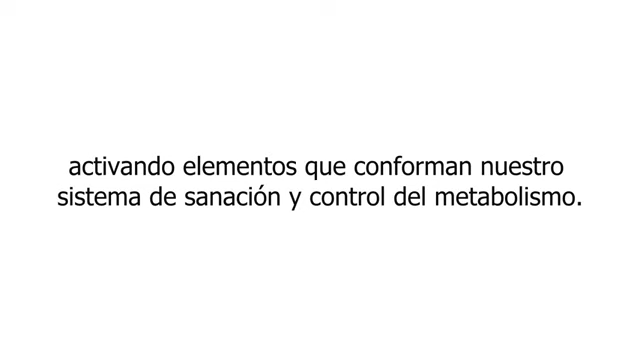 activando elementos que conforman nuestro
sistema de sanación y control del metabolismo.